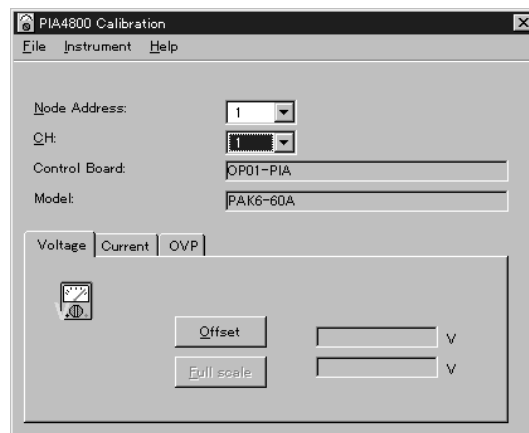 PIA4800 Calibration
File Instrument Help
Node Address: 1
CH: 1
Control Board: OP01-PIA
Model: PAK6-60A
Voltage Current OVP
Offset V
Full scale V